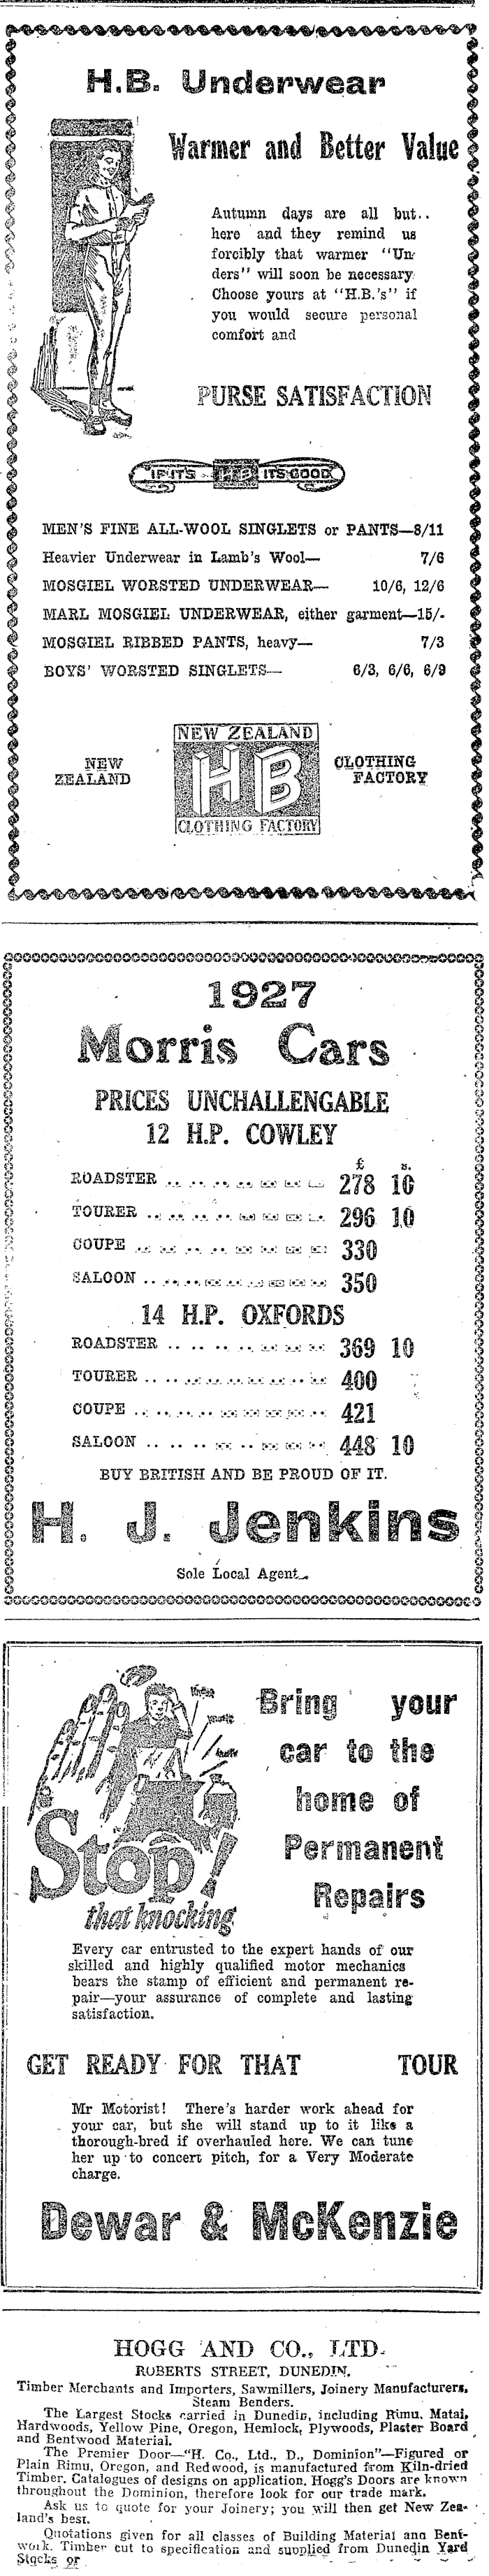 H.B. Underwear
Warmer and Better Value
Autumn days are all but..
here and they remind us
forcibly that warmer "Un-
ders" will soon be necessary
Choose yours at "H.B.'s" if
you would secure personal
comfort and
PURSE SATISFACTION
IF IT'S HB ITS GOOD
MEN'S FINE ALL-WOOL SINGLETS or PANTS—8/11
Heavier Underwear in Lamb's Wool— 7/6
MOSGIEL WORSTED UNDERWEAR— 10/6, 12/6
MARL MOSGIEL UNDERWEAR, either garment—15/-
MOSGIEL RIBBED PANTS, heavy— 7/3
BOYS' WORSTED SINGLETS— 6/3, 6/6, 6/9
NEW ZEALAND
HB
CLOTHING FACTORY
NEW
ZEALAND
CLOTHING
FACTORY
1927
Morris Cars
PRICES UNCHALLENGABLE
12 H.P. COWLEY
£ s.
ROADSTER .. .. .. .. .. .. .. .. 278 10
TOURER .. .. .. .. .. .. .. .. 296 10
COUPE .. .. .. .. .. .. .. .. 330
SALOON .. .. .. .. .. .. .. .. 350
14 H.P. OXFORDS
ROADSTER .. .. .. .. .. .. .. 369 10
TOURER .. .. .. .. .. .. .. .. 400
COUPE .. .. .. .. .. .. .. .. 421
SALOON .. .. .. .. .. .. .. .. 448 10
BUY BRITISH AND BE PROUD OF IT.
H. J. Jenkins
Sole Local Agent.
Stop!
that knocking
Bring your
car to the
home of
Permanent
Repairs
Every car entrusted to the expert hands of our
skilled and highly qualified motor mechanics
bears the stamp of efficient and permanent re-
pair—your assurance of complete and lasting
satisfaction.
GET READY FOR THAT TOUR
Mr Motorist! There's harder work ahead for
your car, but she will stand up to it like a
thorough-bred if overhauled here. We can tune
her up to concert pitch, for a Very Moderate
charge.
Dewar & McKenzie
HOGG AND CO., LTD.
ROBERTS STREET, DUNEDIN.
Timber Merchants and Importers, Sawmillers, Joinery Manufacturers,
Steam Benders.
The Largest Stocks carried in Dunedin, including Rimu, Matai,
Hardwoods, Yellow Pine, Oregon, Hemlock, Plywoods, Plaster Board
and Bentwood Material.
The Premier Door—"H. Co., Ltd., D., Dominion"—Figured or
Plain Rimu, Oregon, and Redwood, is manufactured from Kiln-dried
Timber. Catalogues of designs on application. Hogg's Doors are known
throughout the Dominion, therefore look for our trade mark.
Ask us to quote for your Joinery; you will then get New Zea-
land's best.
Quotations given for all classes of Building Material and Bent-
work. Timber cut to specification and supplied from Dunedin Yard
Stocks or